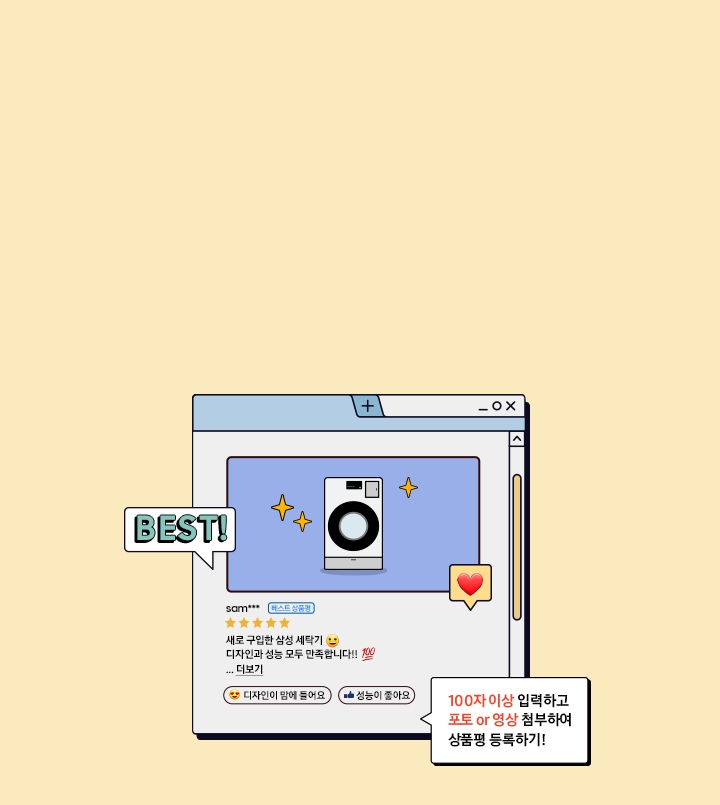 BEST!
sam*** 베스트 상품평
새로 구입한 삼성 세탁기 😆
디자인과 성능 모두 만족합니다!! 💯
... 더보기
😍 디자인이 맘에 들어요 👍 성능이 좋아요
100자 이상 입력하고
포토 or 영상 첨부하여
상품평 등록하기!